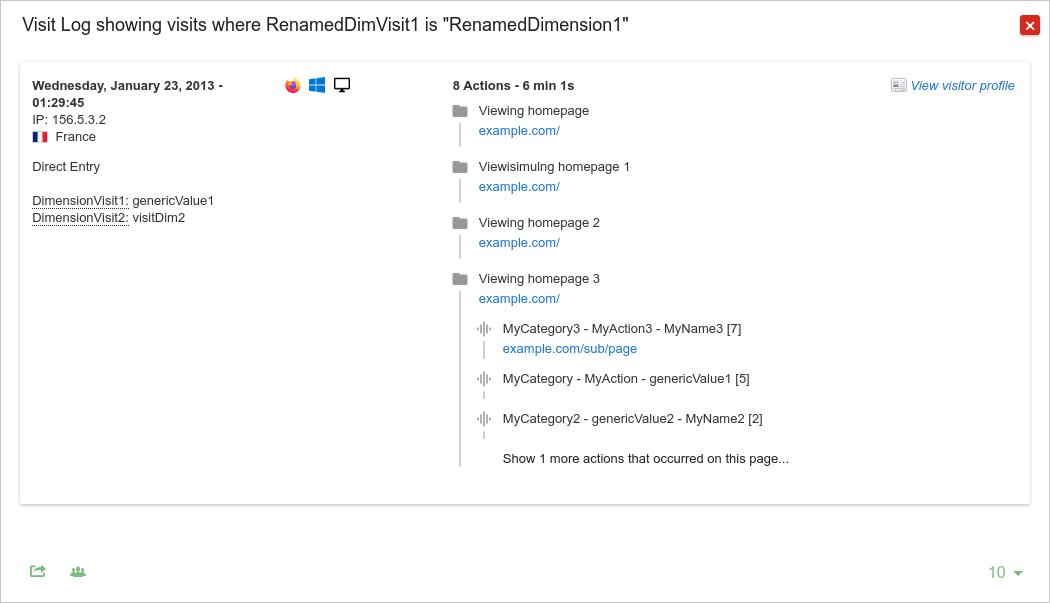 Visit Log showing visits where RenamedDimVisit1 is "RenamedDimension1"
Wednesday, January 23, 2013 -
01:29:45
IP: 156.5.3.2
France
Direct Entry
DimensionVisit1: genericValue1
DimensionVisit2: visitDim2
8 Actions - 6 min 1s
View visitor profile
Viewing homepage
example.com/
Viewisimulng homepage 1
example.com/
Viewing homepage 2
example.com/
Viewing homepage 3
example.com/
MyCategory3 - MyAction3 - MyName3 [7]
example.com/sub/page
MyCategory - MyAction - genericValue1 [5]
MyCategory2 - genericValue2 - MyName2 [2]
Show 1 more actions that occurred on this page...
10